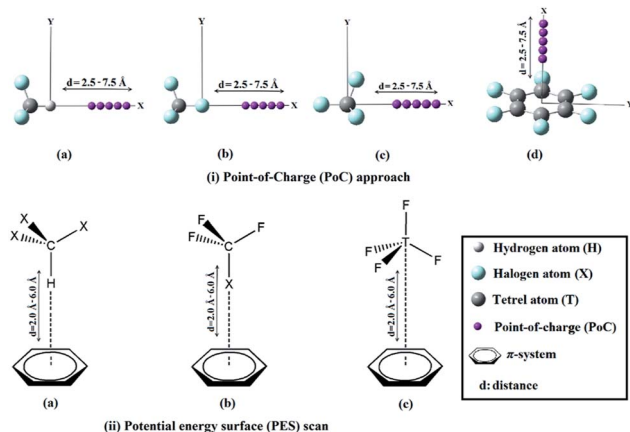 Y
d = 2.5 - 7.5 Å
X
(a)
Y
d = 2.5 - 7.5 Å
X
(b)
Y
d = 2.5 - 7.5 Å
X
(c)
X
d = 2.5 - 7.5 Å
Y
(d)
(i) Point-of-Charge (PoC) approach
X
X
X
C
H
d=2.0 Å-6.0 Å
(a)
F
F
F
C
X
d=2.0 Å-6.0 Å
(b)
F
T
F
F
F
d=2.0 Å-6.0 Å
(c)
Hydrogen atom (H)
Halogen atom (X)
Tetrel atom (T)
Point-of-charge (PoC)
π-system
d: distance
(ii) Potential energy surface (PES) scan